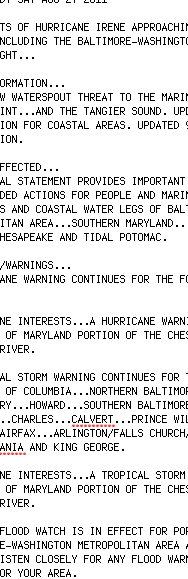 SAT AUG 27 2011
TS OF HURRICANE IRENE APPROACHIN
NCLUDING THE BALTIMORE-WASHINGTO
GHT...
ORMATION...
W WATERSPOUT THREAT TO THE MARIN
INT...AND THE TANGIER SOUND. UPD
ION FOR COASTAL AREAS. UPDATED
ION.
FFECTED...
AL STATEMENT PROVIDES IMPORTANT
DED ACTIONS FOR PEOPLE AND MARIN
S AND COASTAL WATER LEGS OF BALT
ITAN AREA...SOUTHERN MARYLAND..
HESAPEAKE AND TIDAL POTOMAC.
/WARNINGS...
ANE WARNING CONTINUES FOR THE FO
NE INTERESTS...A HURRICANE WARNI
OF MARYLAND PORTION OF THE CHES
RIVER.
AL STORM WARNING CONTINUES FOR T
OF COLUMBIA...NORTHERN BALTIMOR
RY...HOWARD...SOUTHERN BALTIMORE
..CHARLES...CALVERT...PRINCE WIL
AIRFAX...ARLINGTON/FALLS CHURCH/
ANIA AND KING GEORGE.
NE INTERESTS...A TROPICAL STORM
OF MARYLAND PORTION OF THE CHES
RIVER.
FLOOD WATCH IS IN EFFECT FOR POR
E-WASHINGTON METROPOLITAN AREA A
ISTEN CLOSELY FOR ANY FLOOD WARN
OR YOUR AREA.